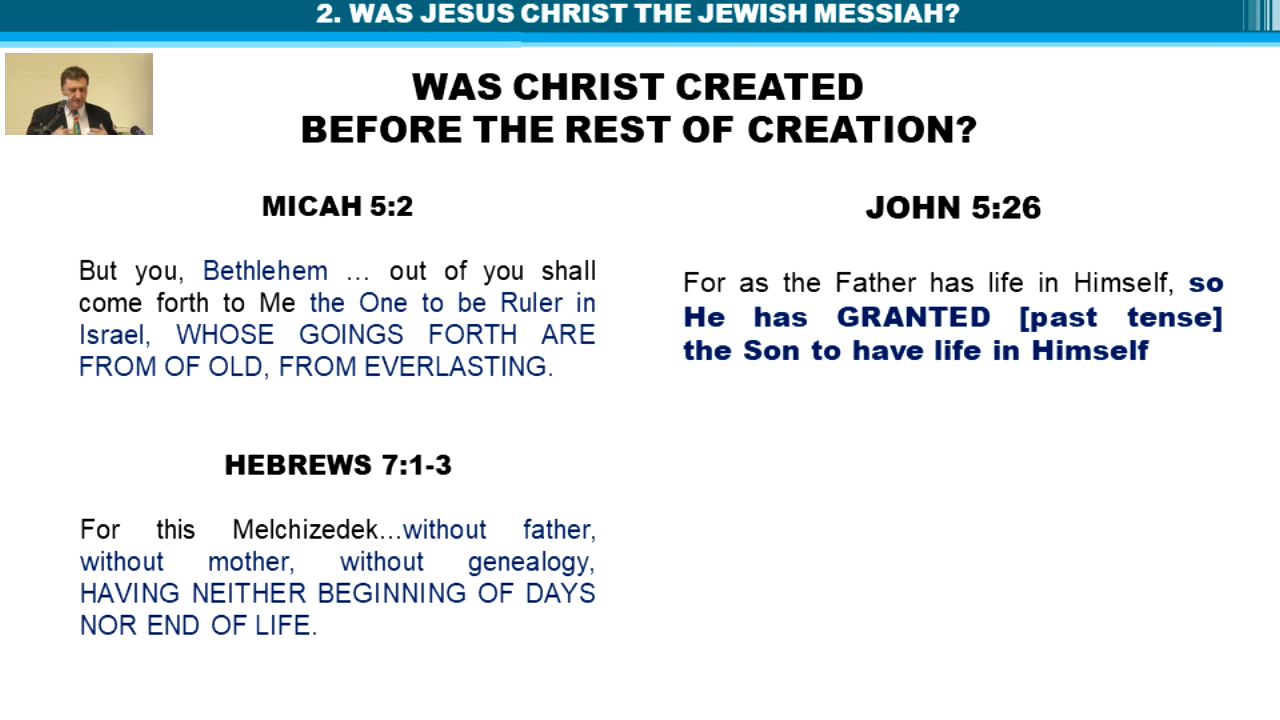 2. WAS JESUS CHRIST THE JEWISH MESSIAH?
WAS CHRIST CREATED
BEFORE THE REST OF CREATION?
MICAH 5:2
But you, Bethlehem … out of you shall
come forth to Me the One to be Ruler in
Israel, WHOSE GOINGS FORTH ARE
FROM OF OLD, FROM EVERLASTING.
HEBREWS 7:1-3
For this Melchizedek…without father,
without mother, without genealogy,
HAVING NEITHER BEGINNING OF DAYS
NOR END OF LIFE.
JOHN 5:26
For as the Father has life in Himself, so
He has GRANTED [past tense]
the Son to have life in Himself